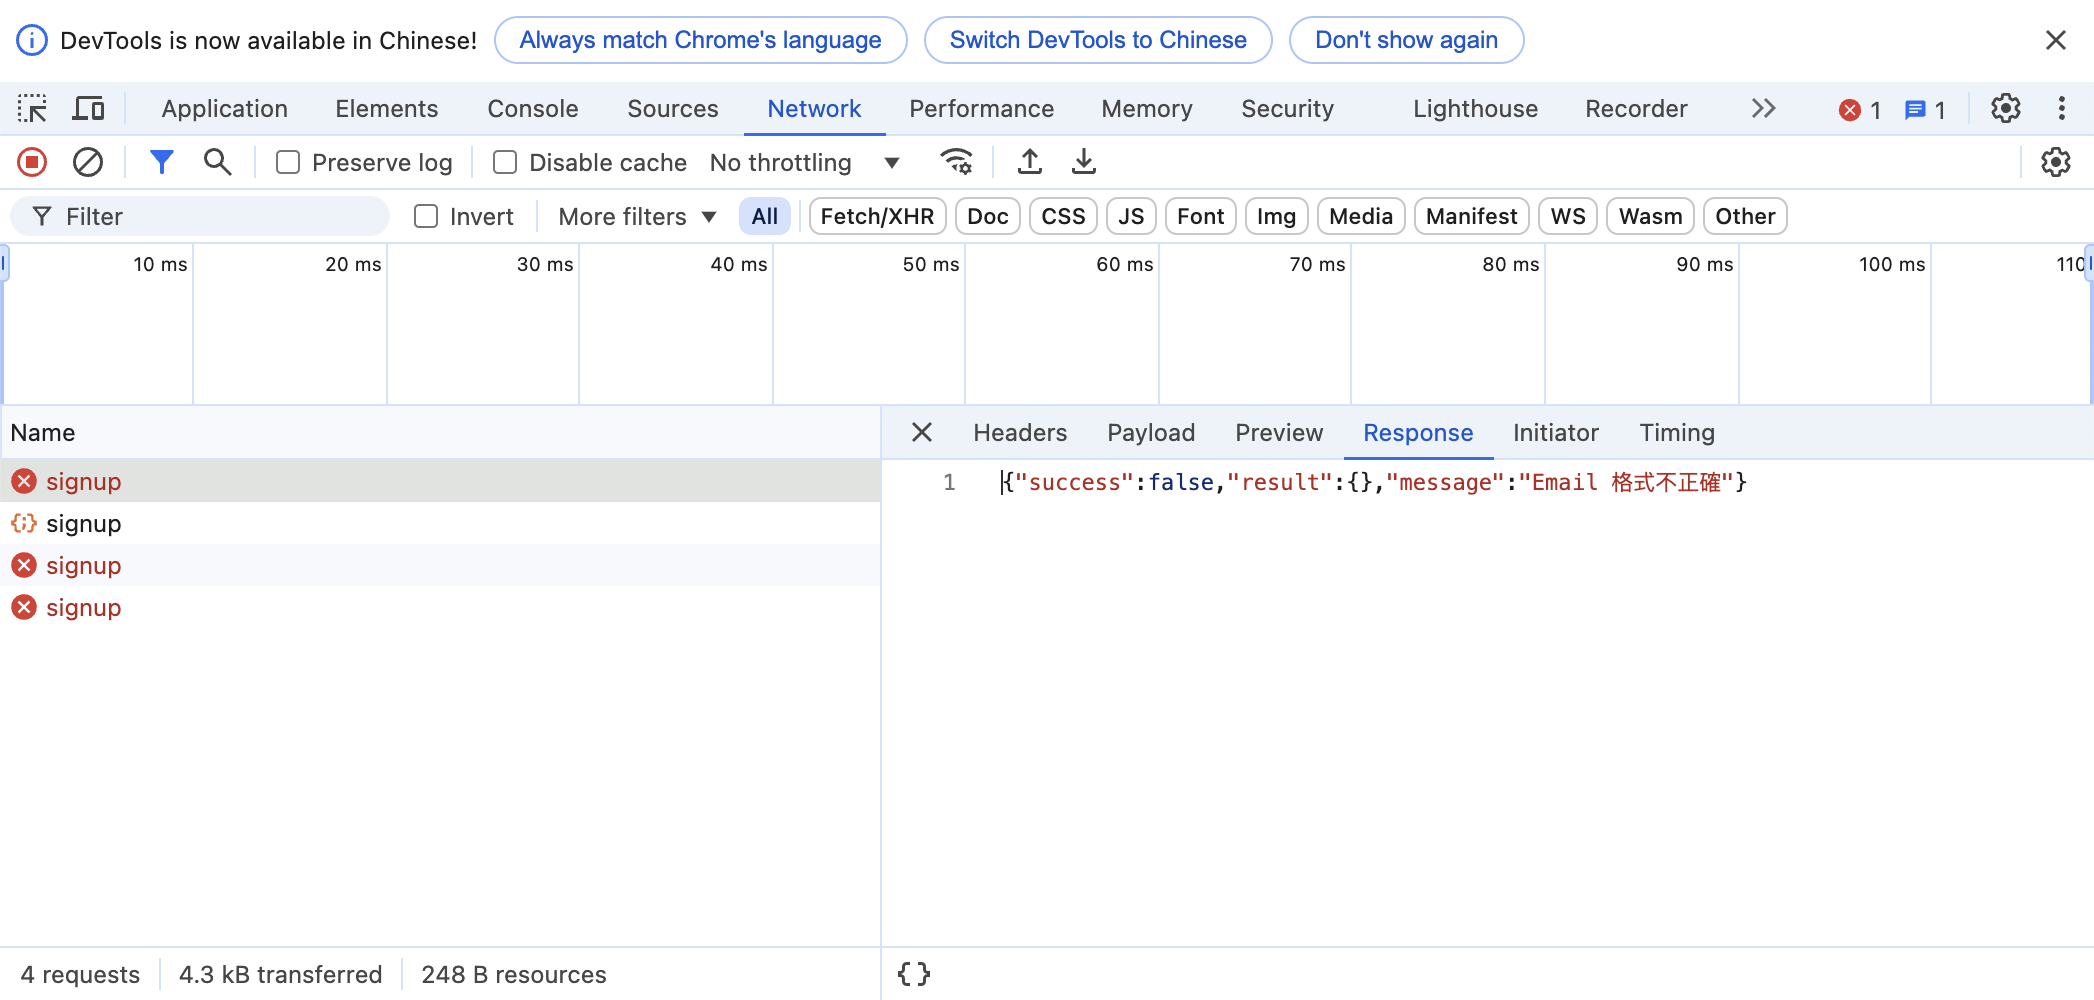 DevTools is now available in Chinese! Always match Chrome's language Switch DevTools to Chinese Don't show again
Application Elements Console Sources Network Performance Memory Security Lighthouse Recorder 1 1
Preserve log Disable cache No throttling
Filter Invert More filters All Fetch/XHR Doc CSS JS Font Img Media Manifest WS Wasm Other
10 ms 20 ms 30 ms 40 ms 50 ms 60 ms 70 ms 80 ms 90 ms 100 ms 110
Name Headers Payload Preview Response Initiator Timing
signup 1 {"success":false,"result":{},"message":"Email 格式不正確"}
signup
signup
signup
4 requests 4.3 kB transferred 248 B resources { }